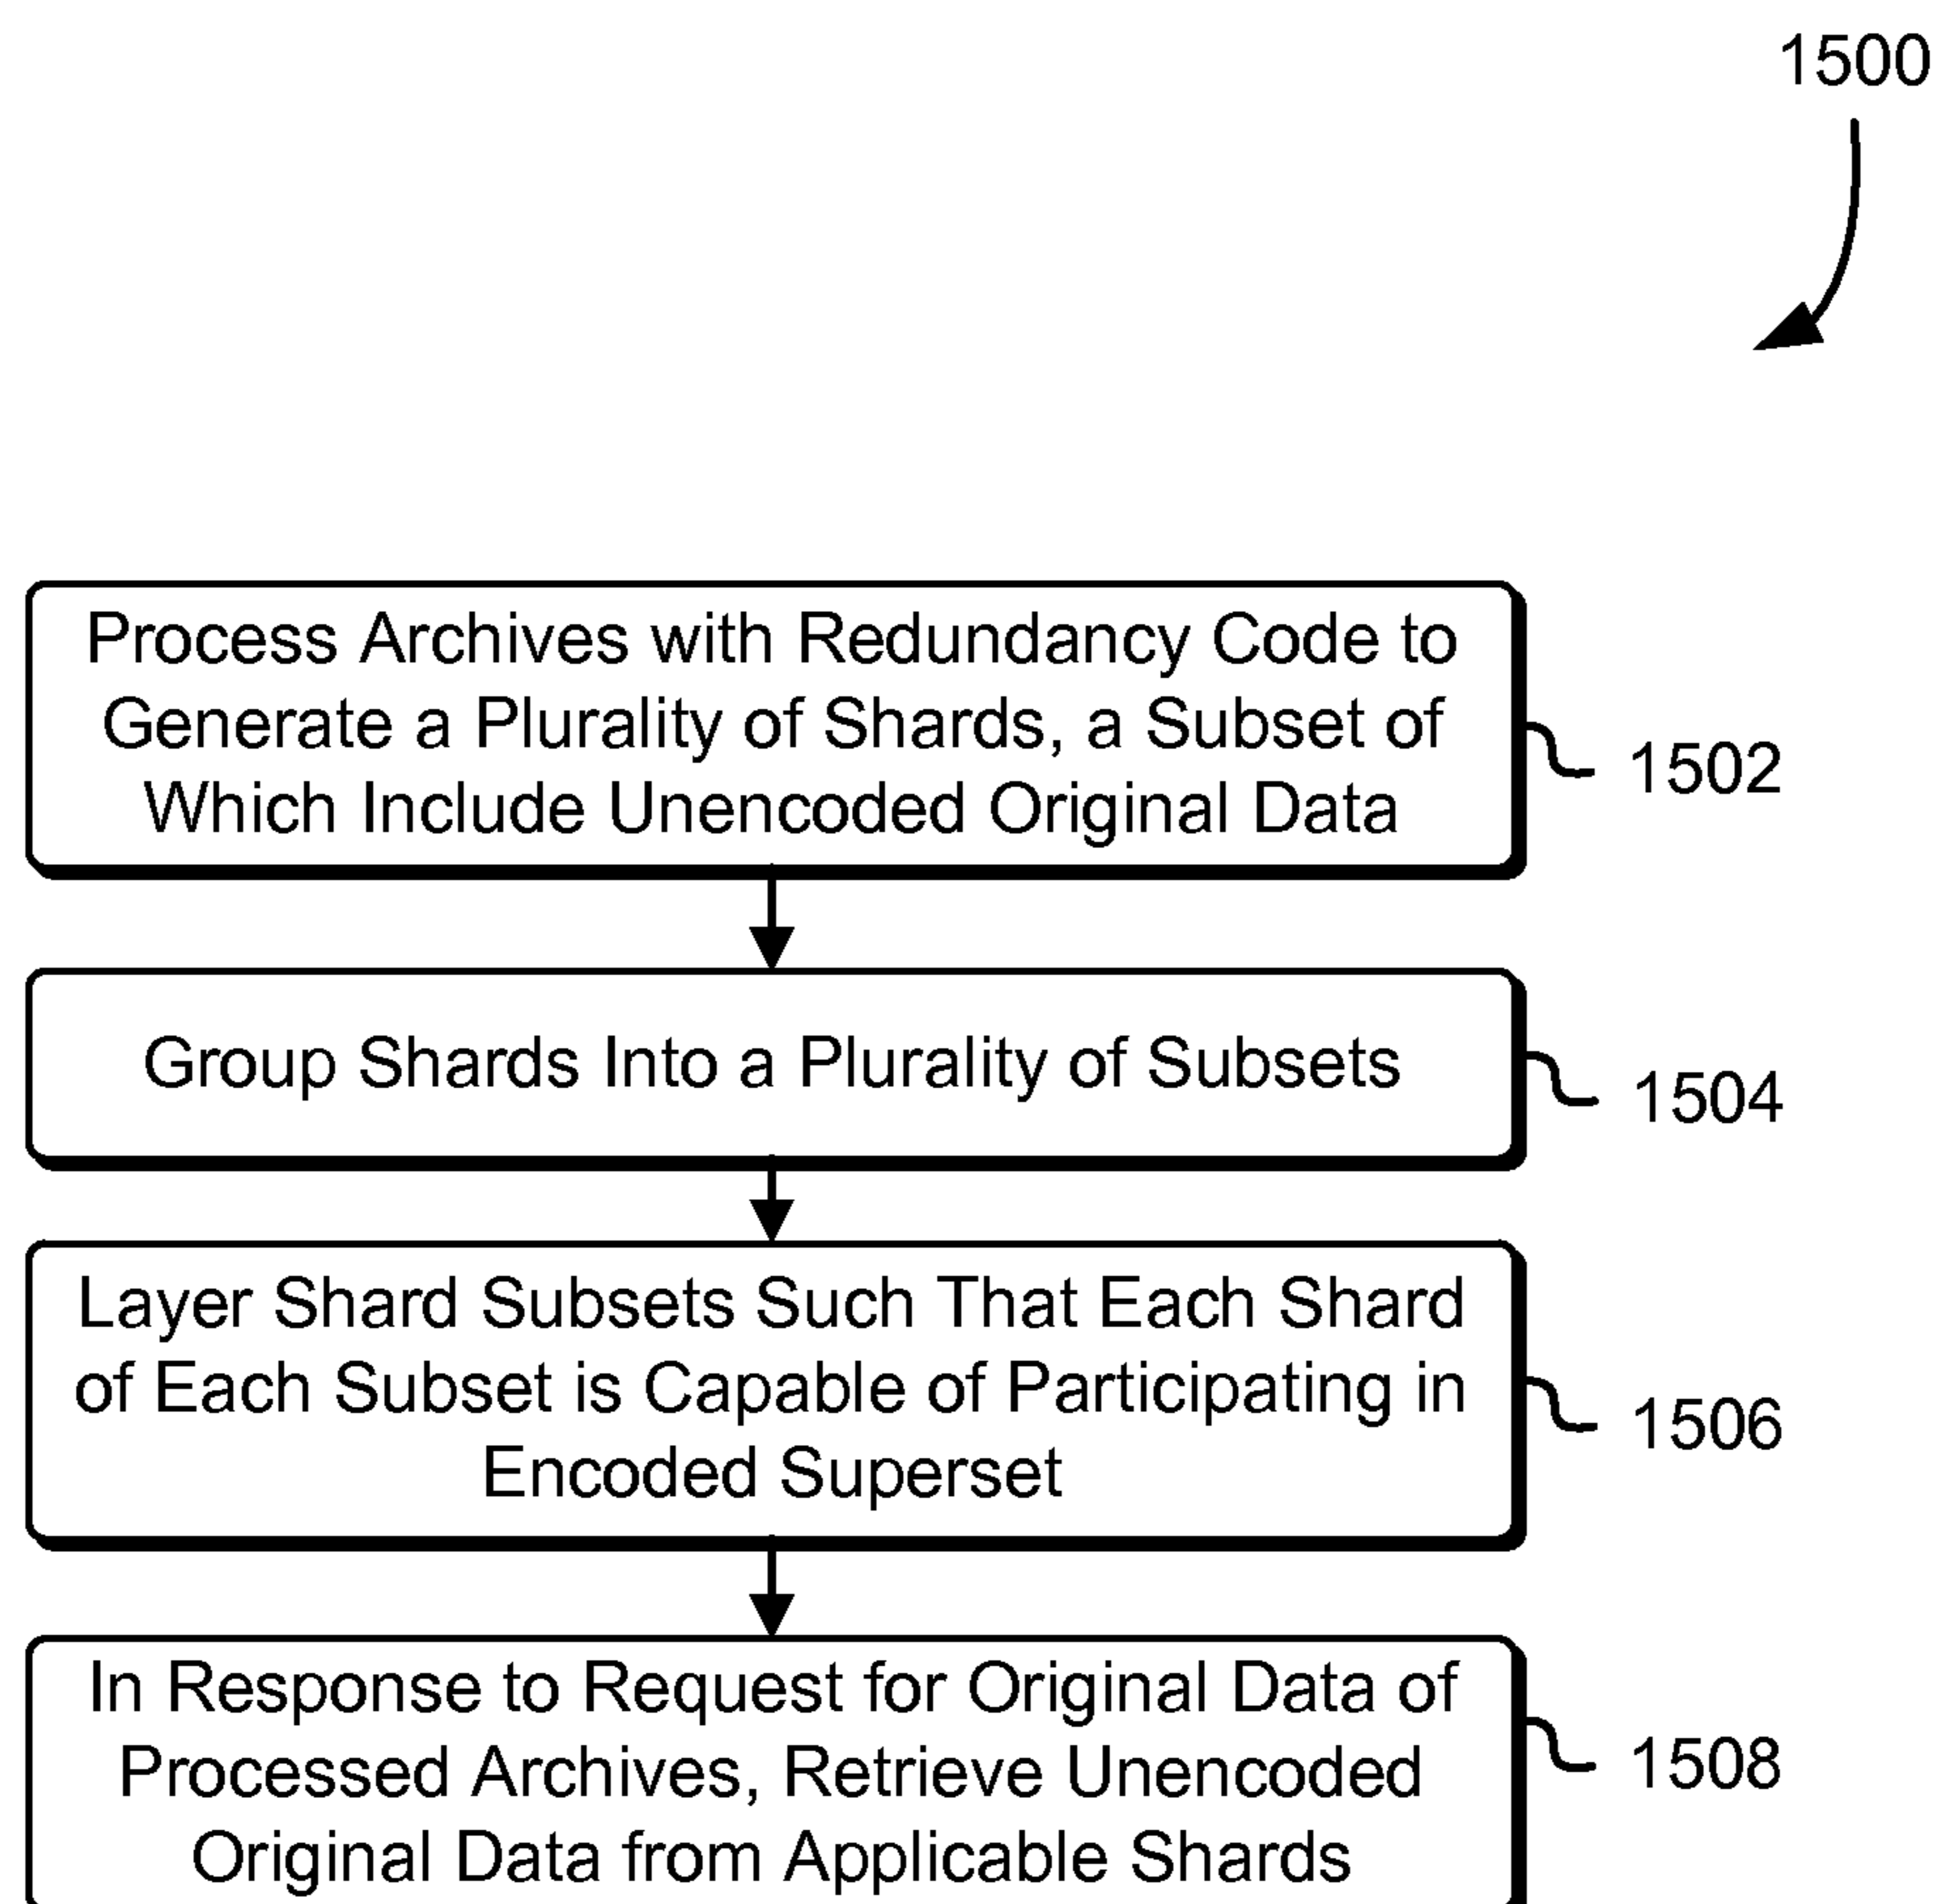 1500
Process Archives with Redundancy Code to
Generate a Plurality of Shards, a Subset of
Which Include Unencoded Original Data
1502
Group Shards Into a Plurality of Subsets
1504
Layer Shard Subsets Such That Each Shard
of Each Subset is Capable of Participating in
Encoded Superset
1506
In Response to Request for Original Data of
Processed Archives, Retrieve Unencoded
Original Data from Applicable Shards
1508